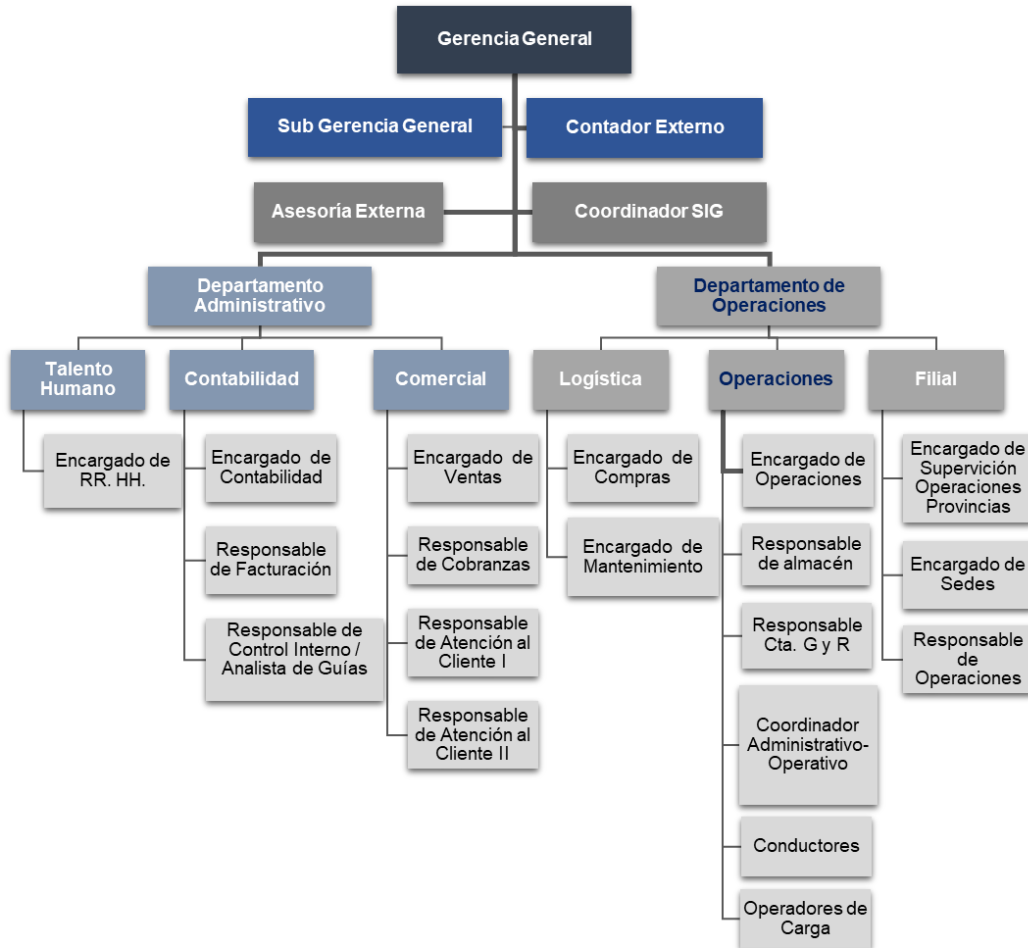 Gerencia General
Sub Gerencia General
Contador Externo
Asesoría Externa
Coordinador SIG
Departamento
Administrativo
Departamento de
Operaciones
Talento
Humano
Contabilidad
Comercial
Logística
Operaciones
Filial
Encargado de
RR. HH.
Encargado de
Contabilidad
Responsable
de Facturación
Responsable de
Control Interno /
Analista de Guías
Encargado de
Ventas
Responsable
de Cobranzas
Responsable
de Atención al
Cliente I
Responsable
de Atención al
Cliente II
Encargado de
Compras
Encargado de
Mantenimiento
Encargado de
Operaciones
Responsable
de almacén
Responsable
Cta. G y R
Coordinador
Administrativo-
Operativo
Conductores
Operadores de
Carga
Encargado de
Supervición
Operaciones
Provincias
Encargado de
Sedes
Responsable
de
Operaciones